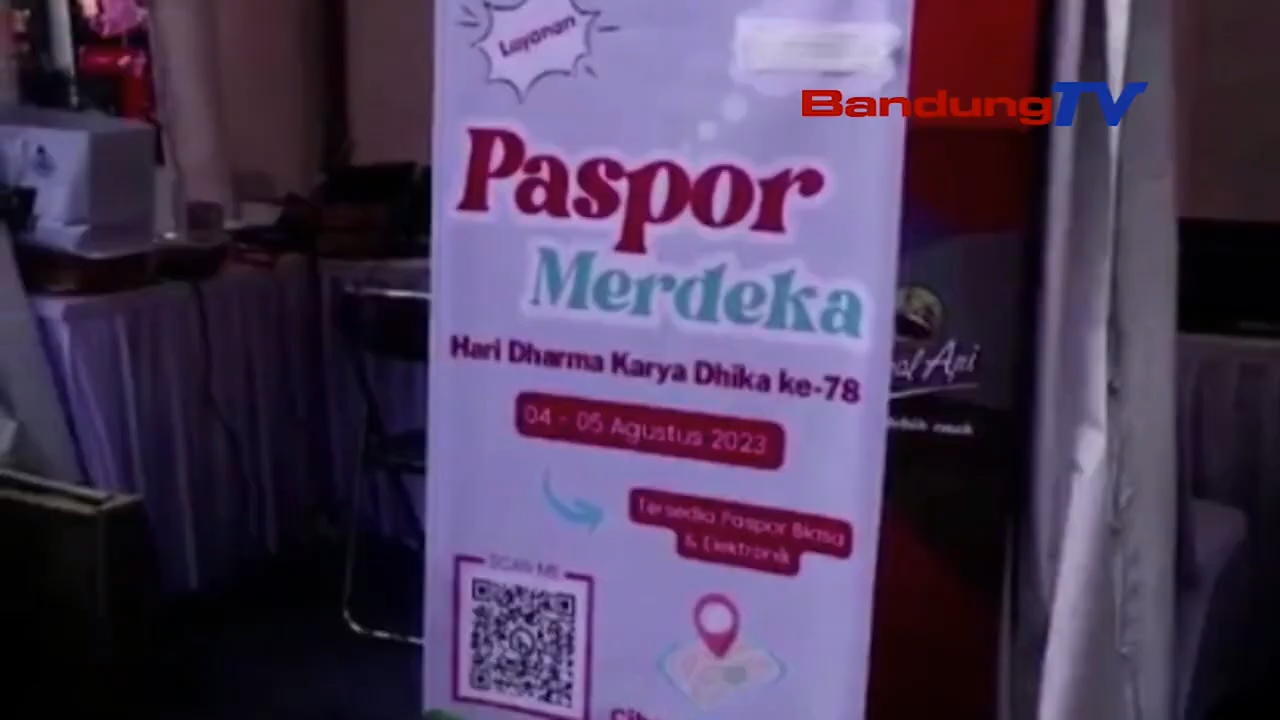 Layanan
BandungTV
Paspor
Merdeka
Hari Dharma Karya Dhika ke-78
04 - 05 Agustus 2023
Tersedia Paspor Biasa
& Elektronik
SCAN ME
Api